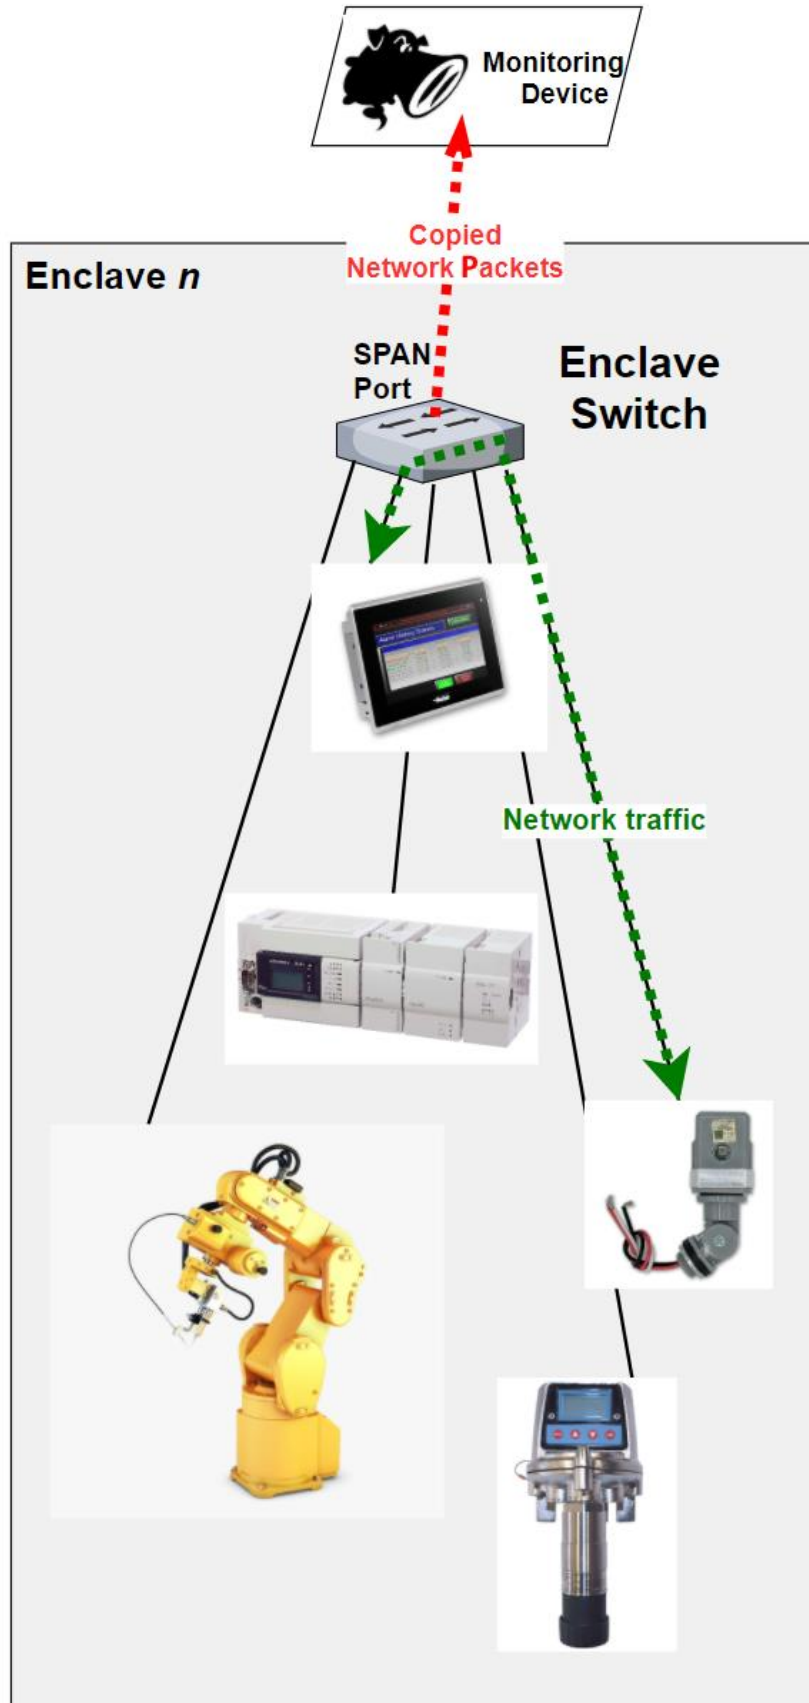 Monitoring
Device
Copied
Network Packets
Enclave n
SPAN
Port
Enclave
Switch
Network traffic